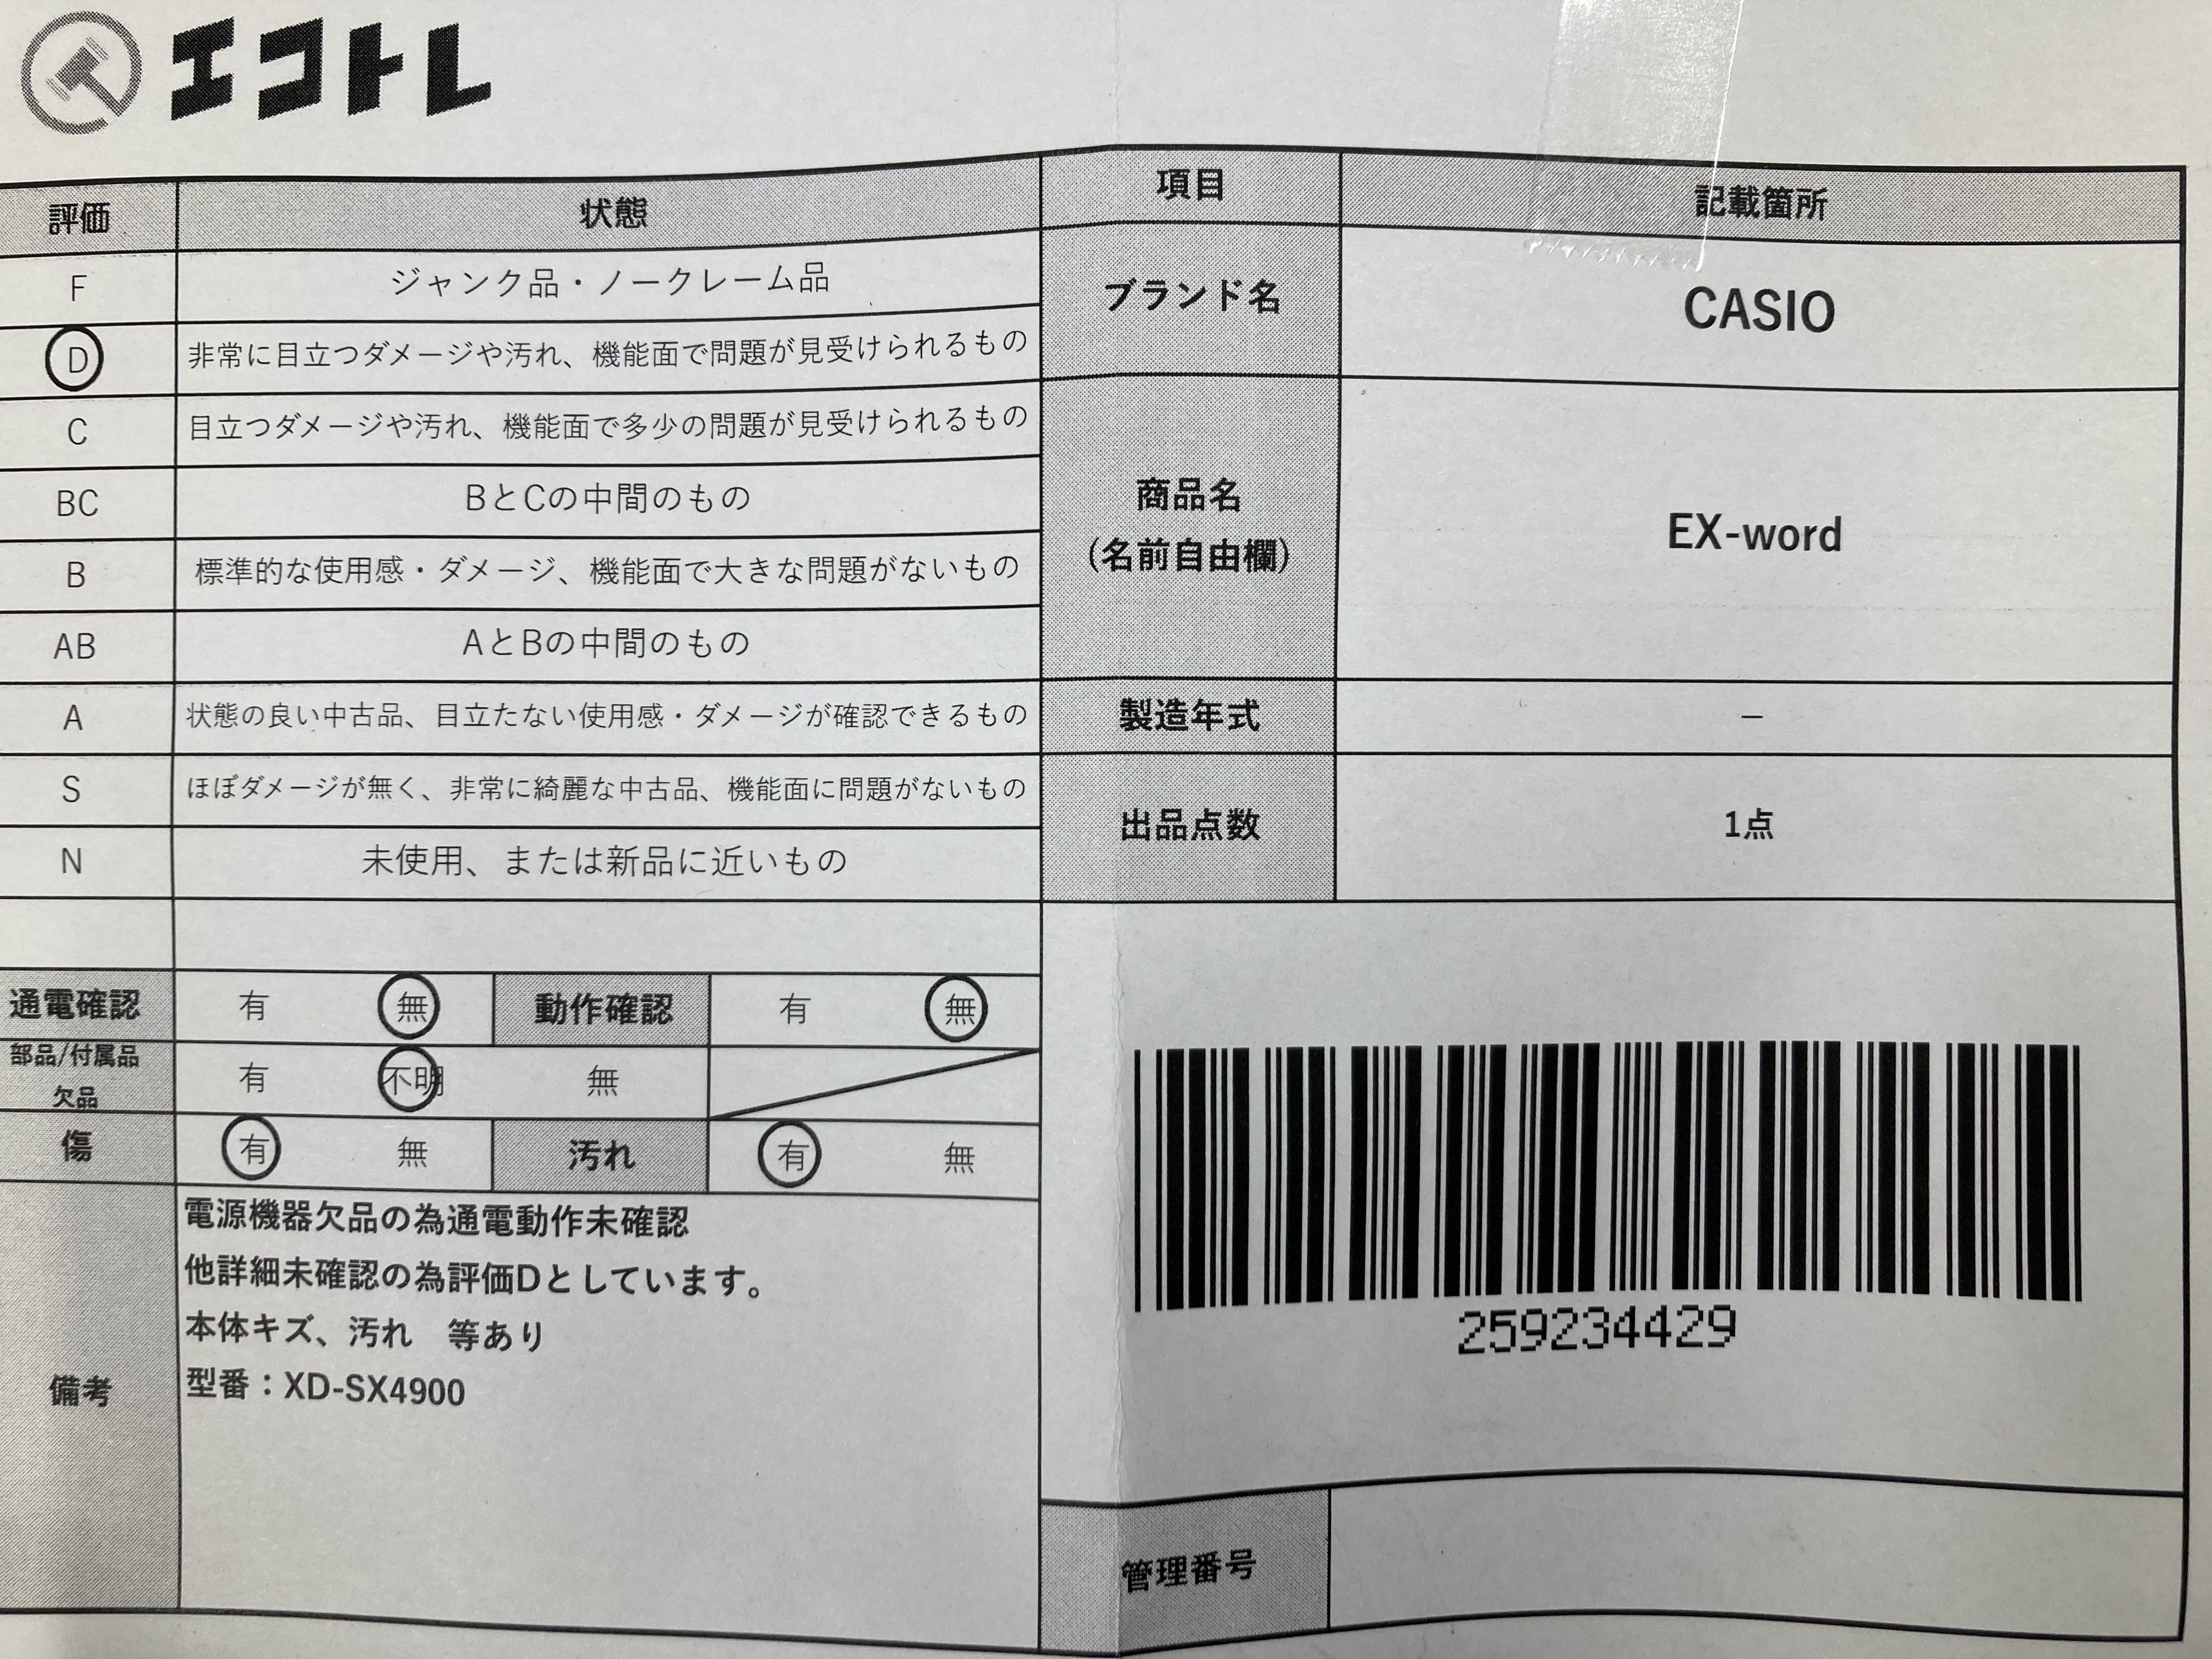 エコトレ
評価 状態
F ジャンク品・ノークレーム品
D 非常に目立つダメージや汚れ、機能面で問題が見受けられるもの
C 目立つダメージや汚れ、機能面で多少の問題が見受けられるもの
BC BとCの中間のもの
B 標準的な使用感・ダメージ、機能面で大きな問題がないもの
AB AとBの中間のもの
A 状態の良い中古品、目立たない使用感・ダメージが確認できるもの
S ほぼダメージが無く、非常に綺麗な中古品、機能面に問題がないもの
N 未使用、または新品に近いもの
通電確認 有 無 動作確認 有 無
部品/付属品
欠品 有 不明 無
傷 有 無 汚れ 有 無
備考
電源機器欠品の為通電動作未確認
他詳細未確認の為評価Dとしています。
本体キズ、汚れ 等あり
型番：XD-SX4900
項目 記載箇所
ブランド名 CASIO
商品名
(名前自由欄) EX-word
製造年式 –
出品点数 1点
259234429
管理番号